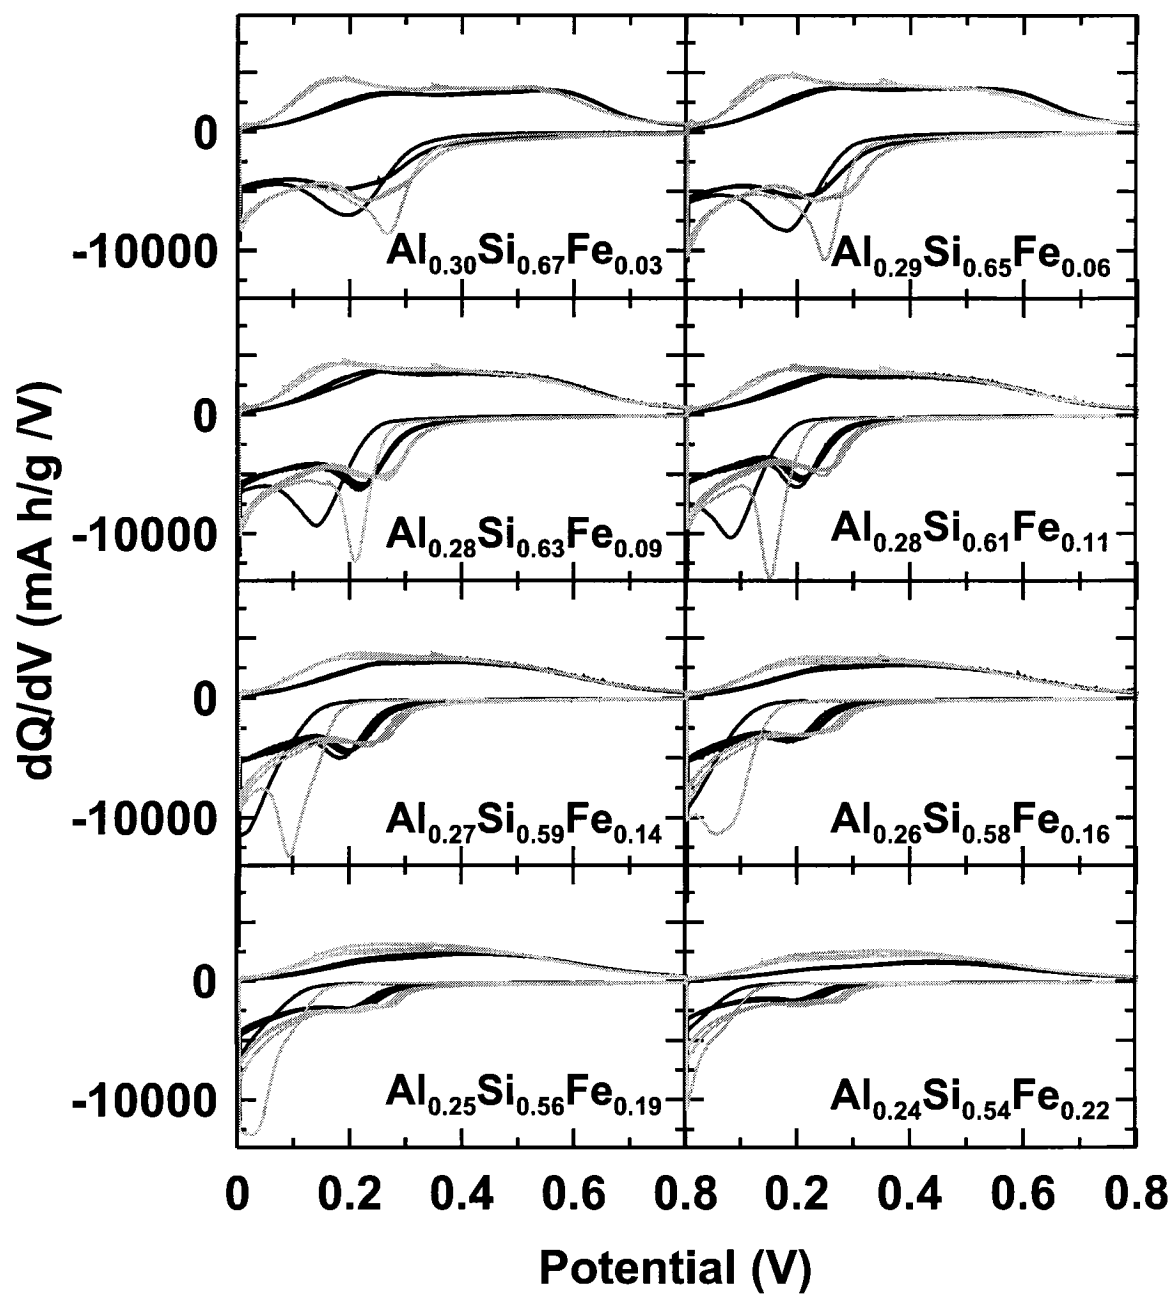 dQ/dV (mA h/g /V)
0
-10000
Al0.30Si0.67Fe0.03
Al0.29Si0.65Fe0.06
0
-10000
Al0.28Si0.63Fe0.09
Al0.28Si0.61Fe0.11
0
-10000
Al0.27Si0.59Fe0.14
Al0.26Si0.58Fe0.16
0
-10000
Al0.25Si0.56Fe0.19
Al0.24Si0.54Fe0.22
0 0.2 0.4 0.6 0.8 0.2 0.4 0.6 0.8
Potential (V)